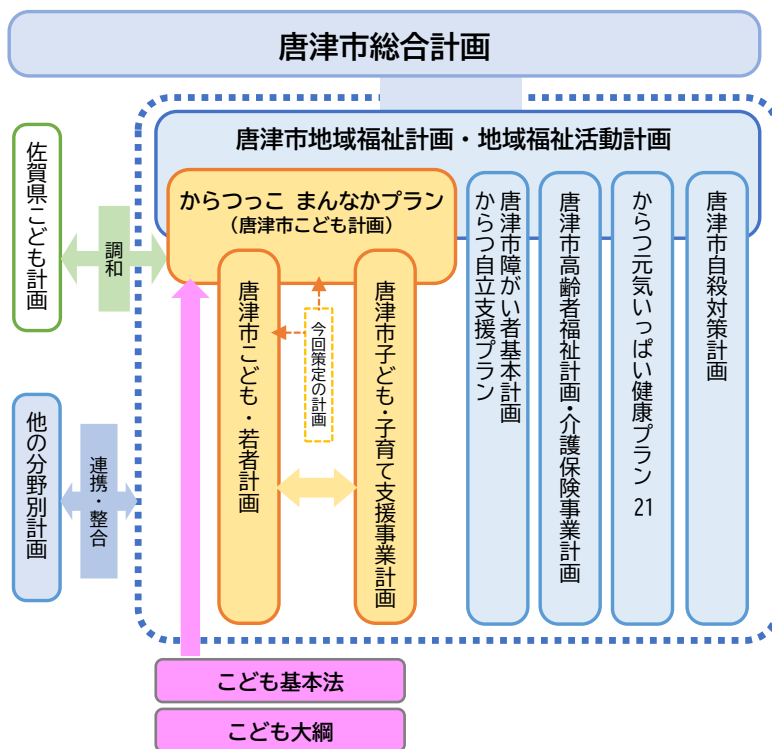 唐津市総合計画
唐津市地域福祉計画・地域福祉活動計画
佐賀県こども計画
調和
からつっこ まんなかプラン
（唐津市こども計画）
唐津市こども・若者計画
今回策定の計画
唐津市子ども・子育て支援事業計画
唐津市障がい者基本計画
からつ自立支援プラン
唐津市高齢者福祉計画・介護保険事業計画
からつ元気いっぱい健康プラン 21
唐津市自殺対策計画
他の分野別計画
連携・整合
こども基本法
こども大綱